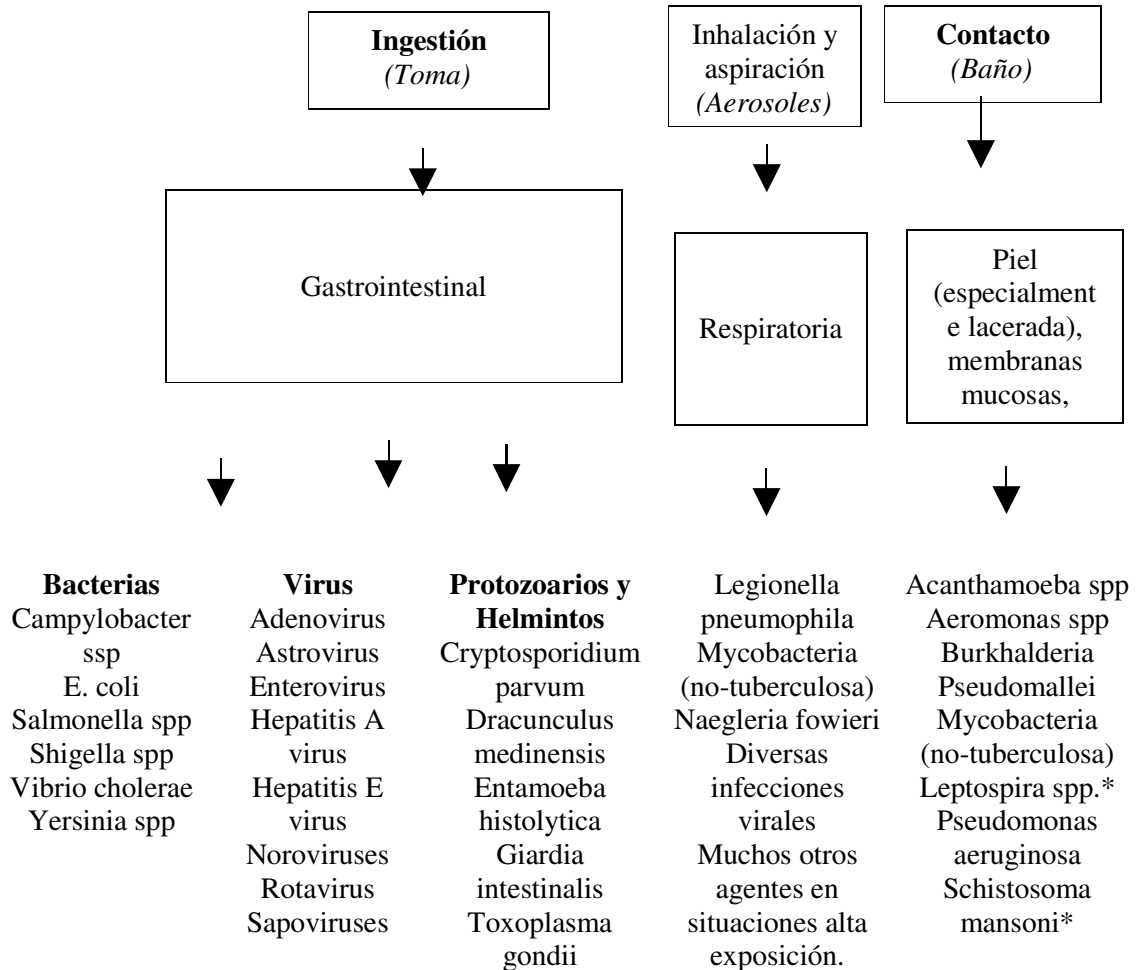 Ingestión
(Toma)
Inhalación y
aspiración
(Aerosoles)
Contacto
(Baño)
Gastrointestinal
Respiratoria
Piel
(especialment
e lacerada),
membranas
mucosas,
Bacterias
Campylobacter
ssp
E. coli
Salmonella spp
Shigella spp
Vibrio cholerae
Yersinia spp
Virus
Adenovirus
Astrovirus
Enterovirus
Hepatitis A
virus
Hepatitis E
virus
Noroviruses
Rotavirus
Sapoviruses
Protozoarios y
Helmintos
Cryptosporidium
parvum
Dracunculus
medinensis
Entamoeba
histolytica
Giardia
intestinalis
Toxoplasma
gondii
Legionella
pneumophila
Mycobacteria
(no-tuberculosa)
Naegleria fowieri
Diversas
infecciones
virales
Muchos otros
agentes en
situaciones alta
exposición.
Acanthamoeba spp
Aeromonas spp
Burkhalderia
Pseudomallei
Mycobacteria
(no-tuberculosa)
Leptospira spp.*
Pseudomonas
aeruginosa
Schistosoma
mansoni*